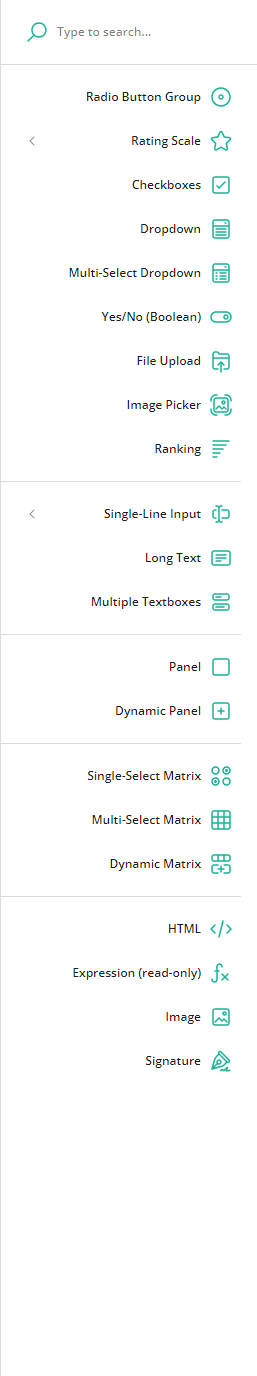 Type to search...
Radio Button Group
Rating Scale
Checkboxes
Dropdown
Multi-Select Dropdown
Yes/No (Boolean)
File Upload
Image Picker
Ranking
Single-Line Input
Long Text
Multiple Textboxes
Panel
Dynamic Panel
Single-Select Matrix
Multi-Select Matrix
Dynamic Matrix
HTML
Expression (read-only)
Image
Signature